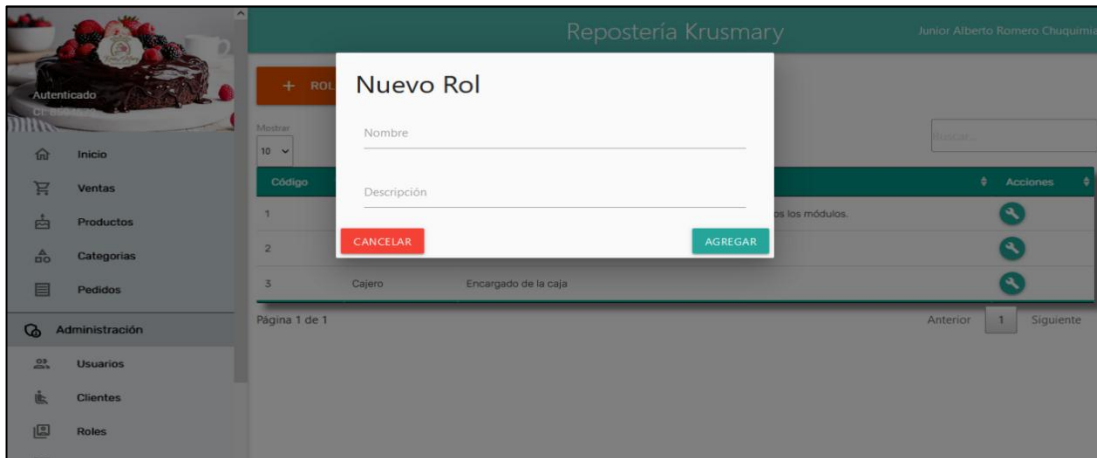 Repostería Krusmary
Junior Alberto Romero Chuquimia
Autenticado
Inicio
Ventas
Productos
Categorias
Pedidos
Administración
Usuarios
Clientes
Roles
+ ROL
Nuevo Rol
Nombre
Descripción
CANCELAR
AGREGAR
Mostrar
10
Buscar...
Código
Acciones
1
os los módulos.
2
3 Cajero Encargado de la caja
Página 1 de 1
Anterior 1 Siguiente